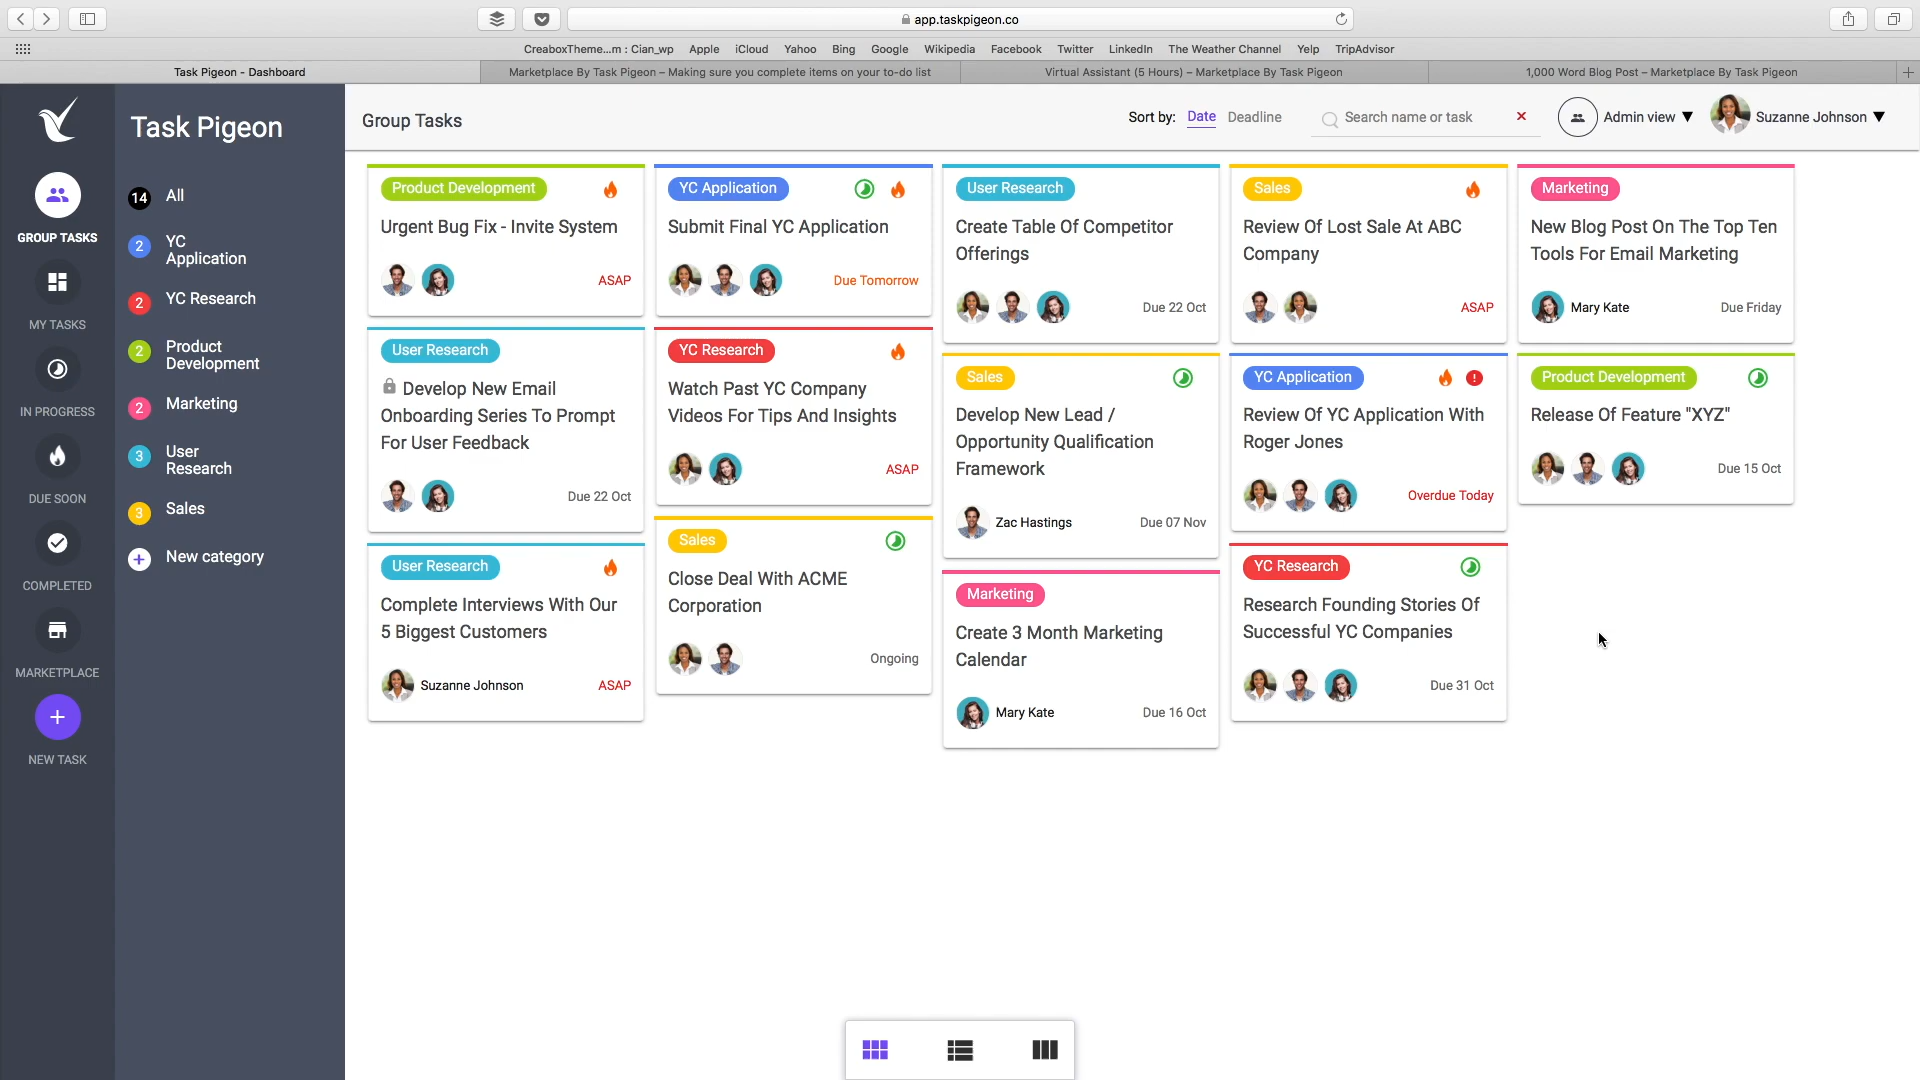 app.taskpigeon.co
CreaboxTheme...m : Cian_wp Apple iCloud Yahoo Bing Google Wikipedia Facebook Twitter LinkedIn The Weather Channel Yelp TripAdvisor
Task Pigeon - Dashboard
Marketplace By Task Pigeon – Making sure you complete items on your to-do list
Virtual Assistant (5 Hours) – Marketplace By Task Pigeon
1,000 Word Blog Post – Marketplace By Task Pigeon
GROUP TASKS
MY TASKS
IN PROGRESS
DUE SOON
COMPLETED
MARKETPLACE
+
NEW TASK
Task Pigeon
14 All
2 YC
Application
2 YC Research
2 Product
Development
2 Marketing
3 User
Research
3 Sales
+ New category
Group Tasks
Sort by: Date Deadline
Search name or task
Admin view
Suzanne Johnson
Product Development
Urgent Bug Fix - Invite System
ASAP
User Research
Develop New Email
Onboarding Series To Prompt
For User Feedback
Due 22 Oct
User Research
Complete Interviews With Our
5 Biggest Customers
Suzanne Johnson
ASAP
YC Application
Submit Final YC Application
Due Tomorrow
YC Research
Watch Past YC Company
Videos For Tips And Insights
ASAP
Sales
Close Deal With ACME
Corporation
Ongoing
User Research
Create Table Of Competitor
Offerings
Due 22 Oct
Sales
Develop New Lead /
Opportunity Qualification
Framework
Zac Hastings
Due 07 Nov
Marketing
Create 3 Month Marketing
Calendar
Mary Kate
Due 16 Oct
Sales
Review Of Lost Sale At ABC
Company
ASAP
YC Application
Review Of YC Application With
Roger Jones
Overdue Today
YC Research
Research Founding Stories Of
Successful YC Companies
Due 31 Oct
Marketing
New Blog Post On The Top Ten
Tools For Email Marketing
Mary Kate
Due Friday
Product Development
Release Of Feature "XYZ"
Due 15 Oct